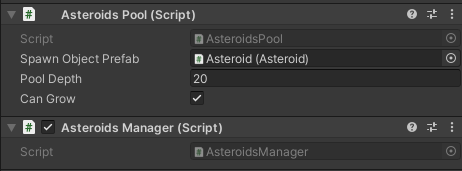 # Asteroids Pool (Script)
Script # AsteroidsPool
Spawn Object Prefab # Asteroid (Asteroid)
Pool Depth 20
Can Grow
# Asteroids Manager (Script)
Script # AsteroidsManager